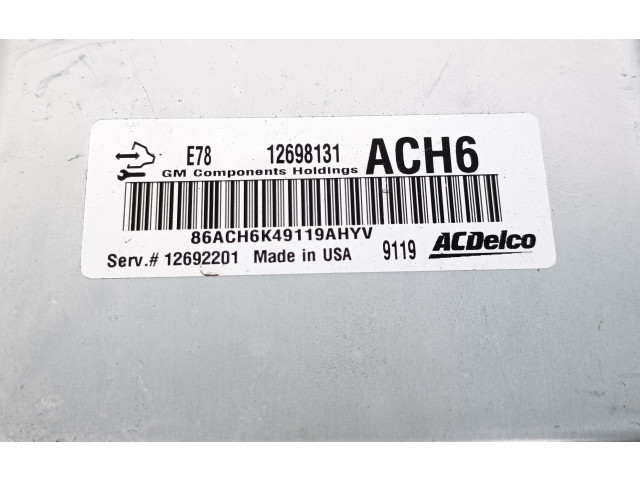 E78 12698131 ACH6
GM Components Holdings
86ACH6K49119AHYV
Serv.# 12692201 Made in USA 9119 ACDelco